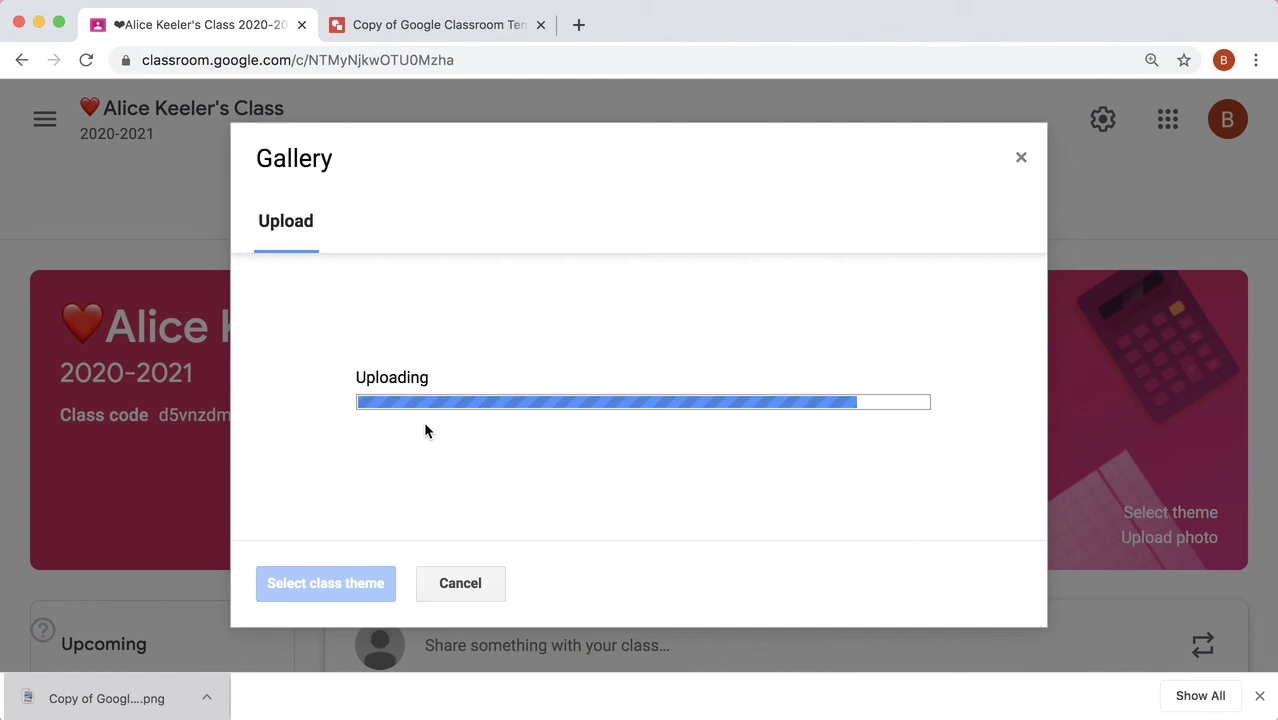 ❤Alice Keeler's Class 2020-20
Copy of Google Classroom Tem
classroom.google.com/c/NTMyNjkwOTU0Mzha
B
❤️Alice Keeler's Class
2020-2021
B
Gallery
Upload
❤️Alice
2020-2021
Class code d5vnzdm
Uploading
Select theme
Upload photo
Select class theme
Cancel
Upcoming
Share something with your class...
Copy of Googl....png
Show All